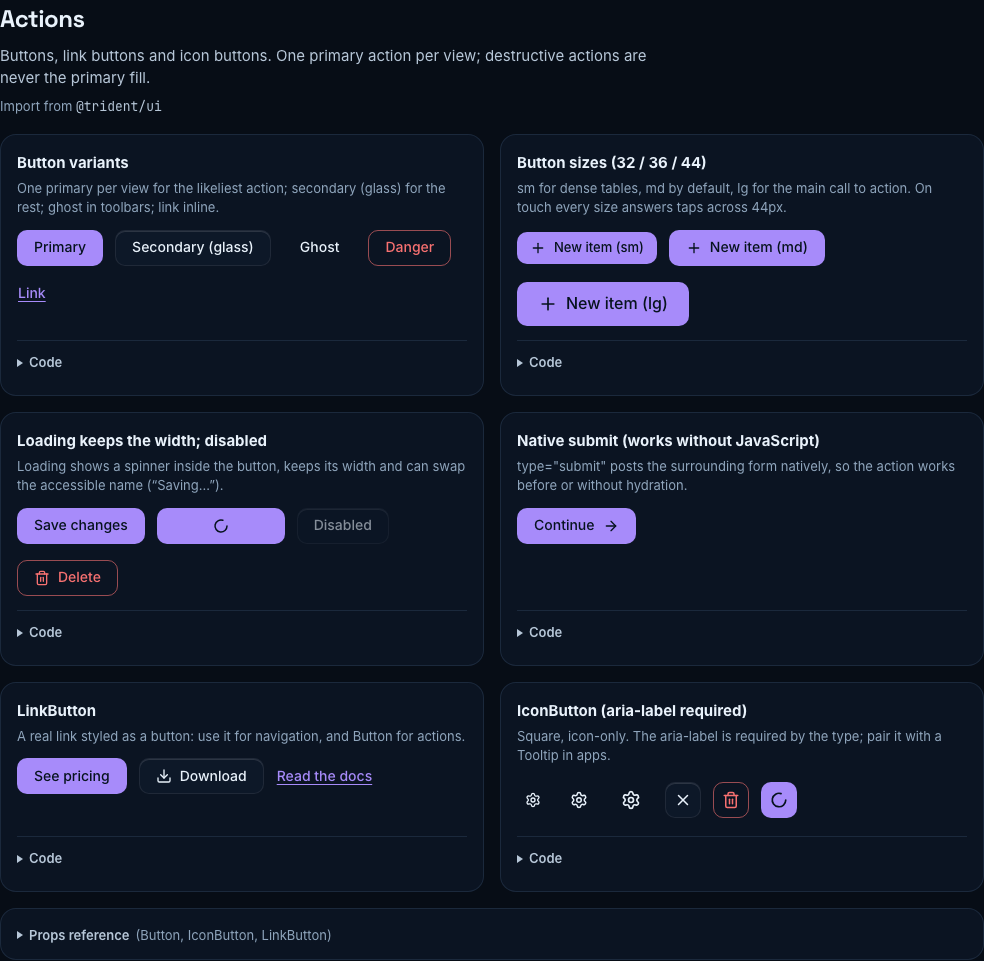 Actions
Buttons, link buttons and icon buttons. One primary action per view; destructive actions are
never the primary fill.
Import from @trident/ui
Button variants
One primary per view for the likeliest action; secondary (glass) for the
rest; ghost in toolbars; link inline.
Primary
Secondary (glass)
Ghost
Danger
Link
Code
Button sizes (32 / 36 / 44)
sm for dense tables, md by default, lg for the main call to action. On
touch every size answers taps across 44px.
New item (sm)
New item (md)
New item (lg)
Code
Loading keeps the width; disabled
Loading shows a spinner inside the button, keeps its width and can swap
the accessible name (“Saving...”).
Save changes
Disabled
Delete
Code
Native submit (works without JavaScript)
type="submit" posts the surrounding form natively, so the action works
before or without hydration.
Continue
Code
LinkButton
A real link styled as a button: use it for navigation, and Button for actions.
See pricing
Download
Read the docs
Code
IconButton (aria-label required)
Square, icon-only. The aria-label is required by the type; pair it with a
Tooltip in apps.
Code
Props reference (Button, IconButton, LinkButton)